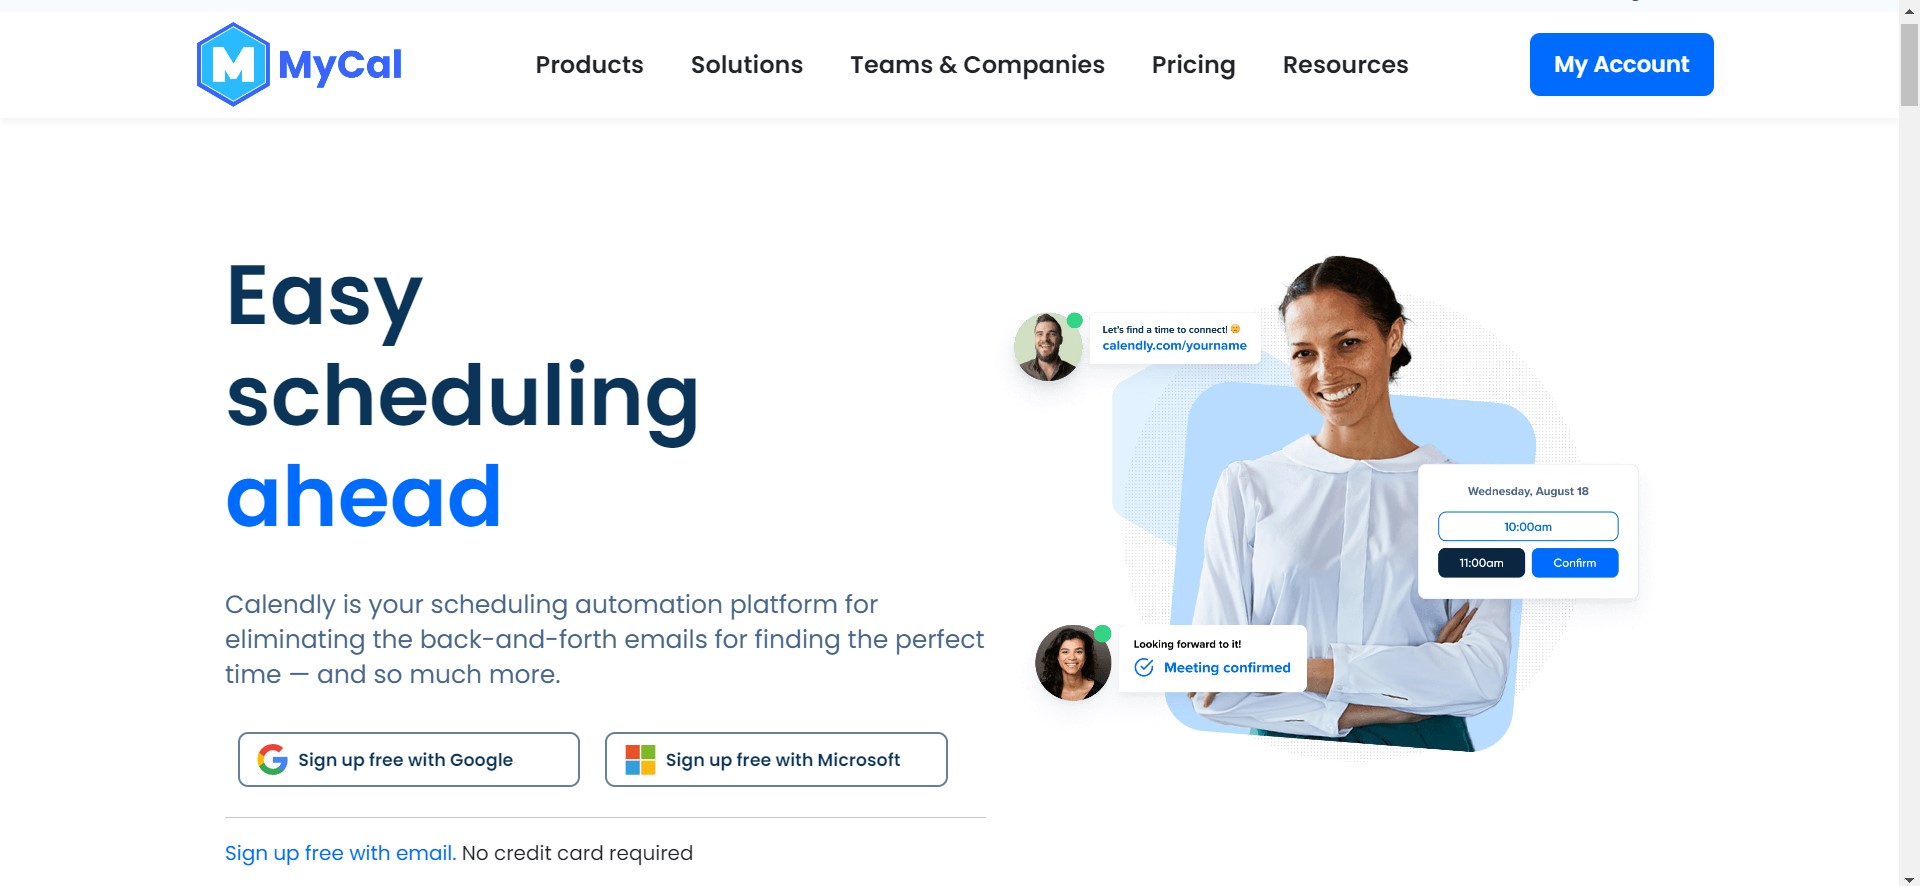 M MyCal
Products
Solutions
Teams & Companies
Pricing
Resources
My Account
Easy
scheduling
ahead
Calendly is your scheduling automation platform for
eliminating the back-and-forth emails for finding the perfect
time — and so much more.
Sign up free with Google
Sign up free with Microsoft
Sign up free with email. No credit card required
Let's find a time to connect! 🙂
calendly.com/yourname
Wednesday, August 18
10:00am
11:00am
Confirm
Looking forward to it!
Meeting confirmed